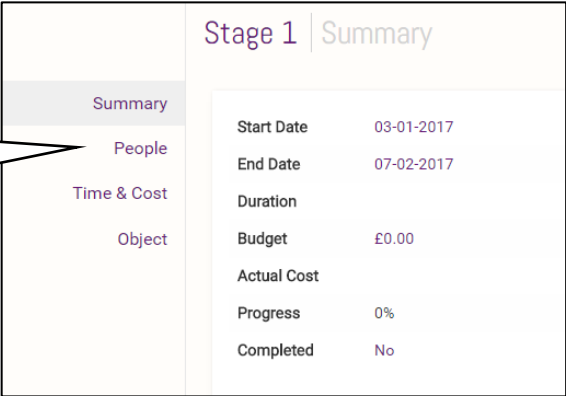 Stage 1 Summary
Summary
People
Time & Cost
Object
Start Date 03-01-2017
End Date 07-02-2017
Duration
Budget £0.00
Actual Cost
Progress 0%
Completed No